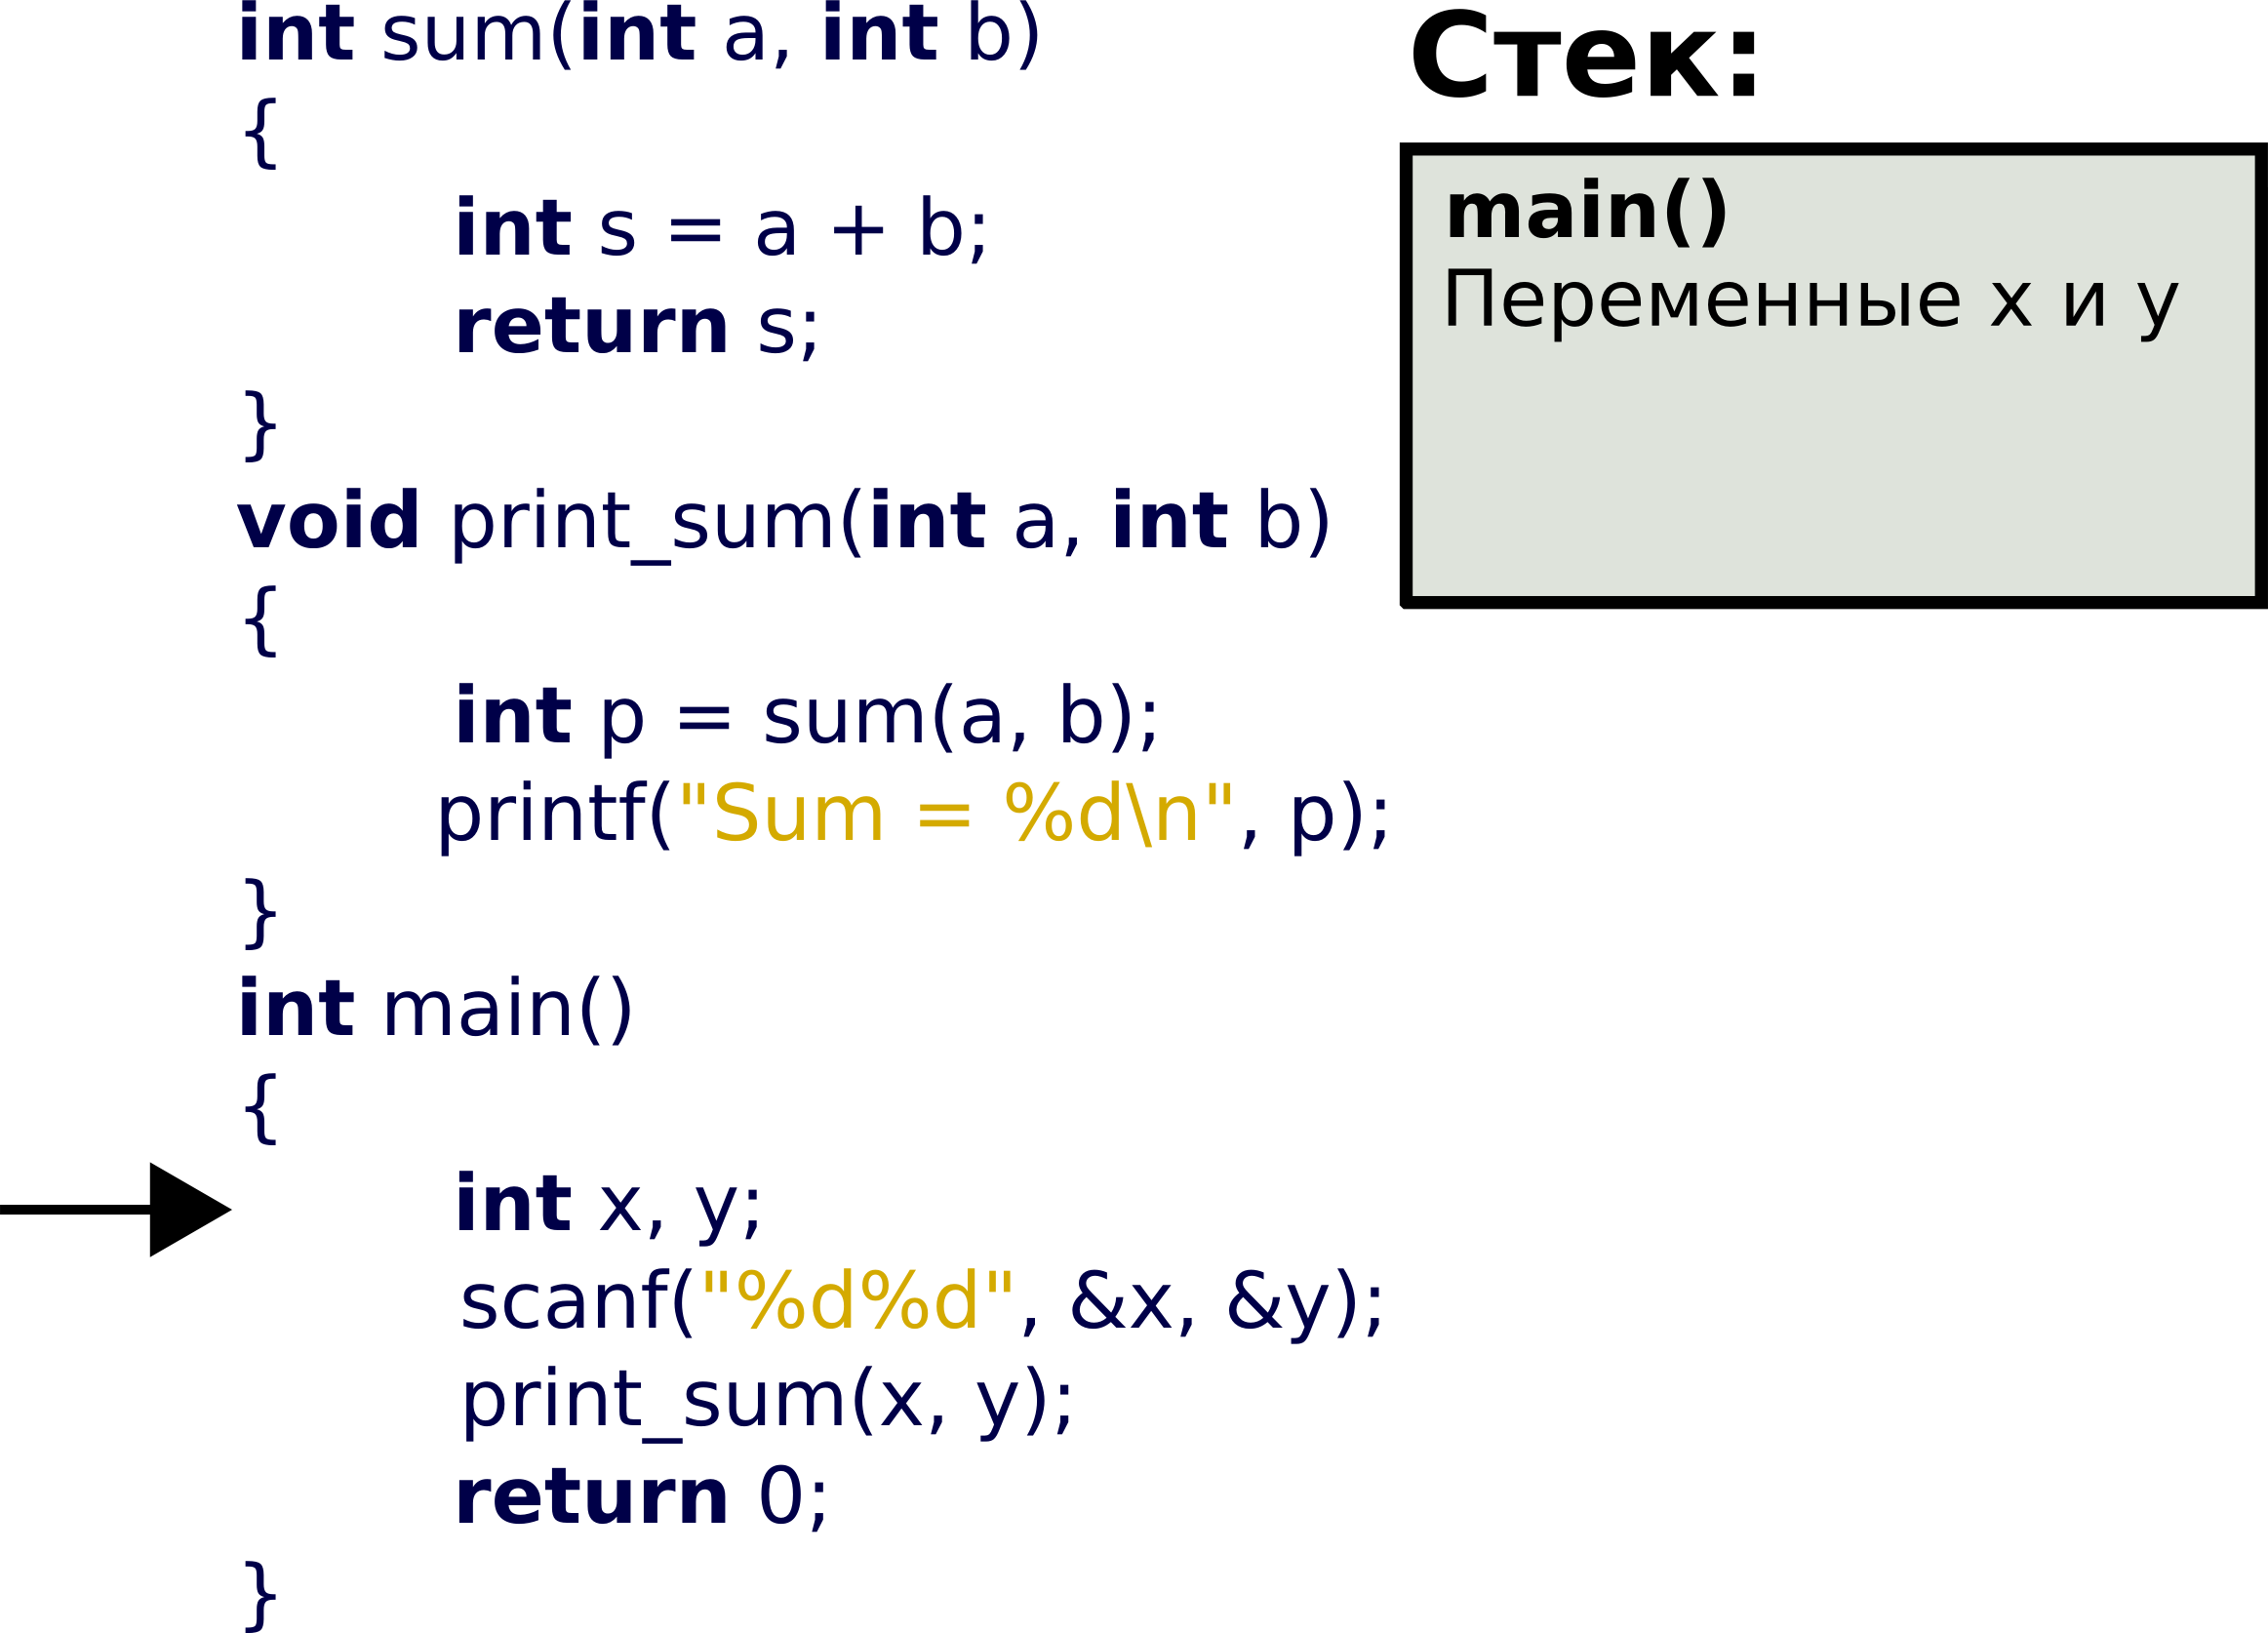 int sum(int a, int b)
{
int s = a + b;
return s;
}
void print_sum(int a, int b)
{
int p = sum(a, b);
printf("Sum = %d\n", p);
}
int main()
{
int x, y;
scanf("%d%d", &x, &y);
print_sum(x, y);
return 0;
}
Стек:
main()
Переменные x и y